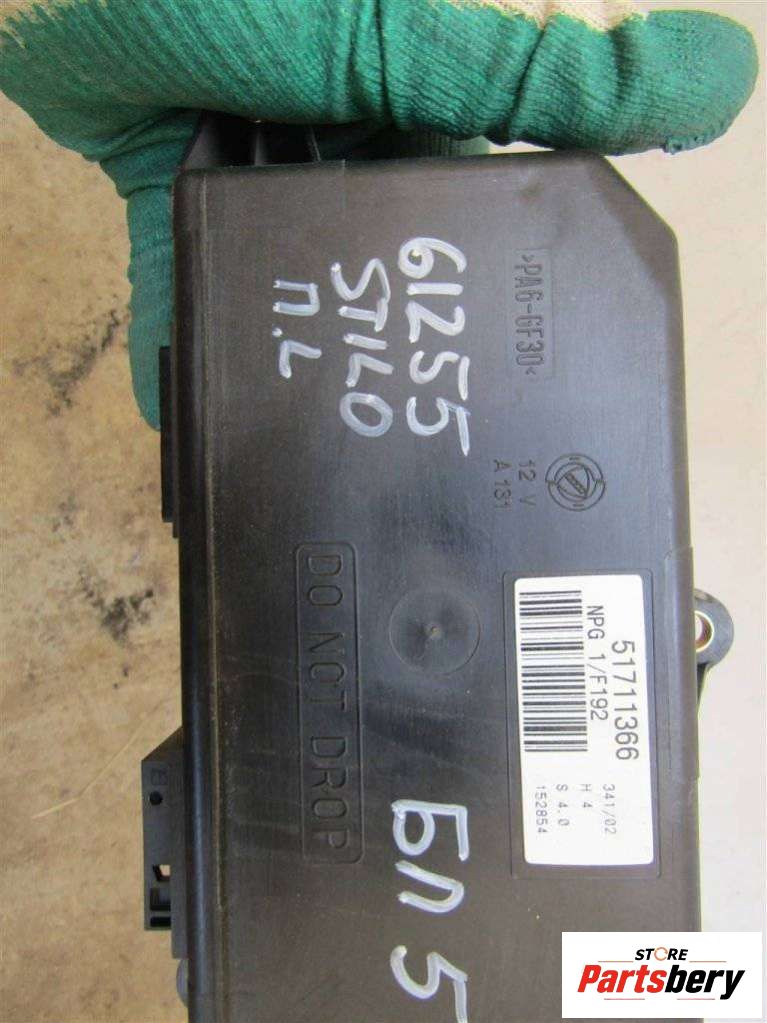 61255
STILO
п.L
>PA6-GF30<
12 V
A 131
DO NOT DROP
51711366
NPG 1/F192
341/02
H 4
S 4.0
152854
БЛ 5
STORE
Partsbery